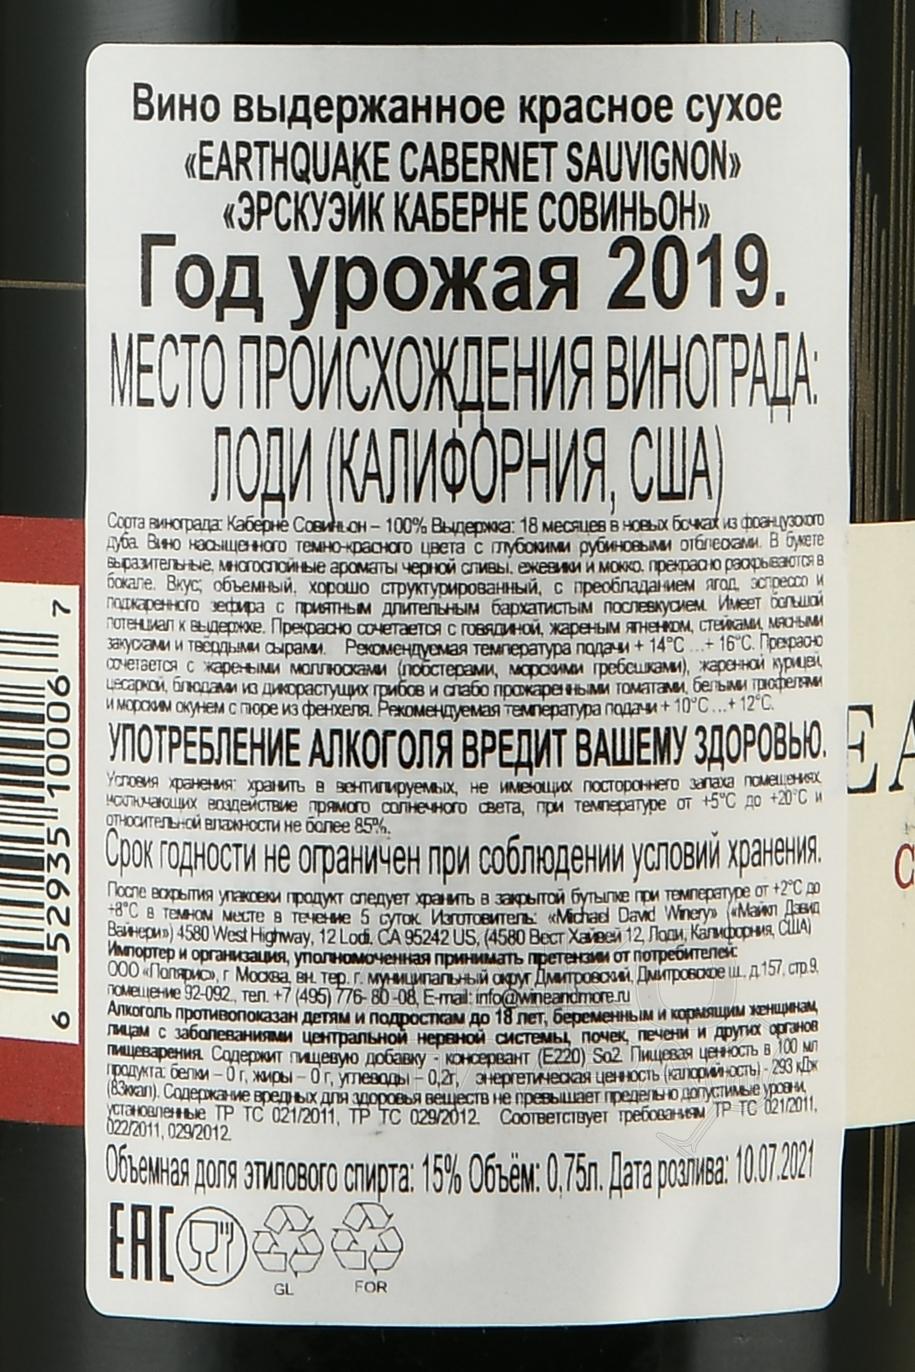 Вино выдержанное красное сухое
«EARTHQUAKE CABERNET SAUVIGNON»
«ЭРСКУЭЙК КАБЕРНЕ СОВИНЬОН»
Год урожая 2019.
МЕСТО ПРОИСХОЖДЕНИЯ ВИНОГРАДА:
ЛОДИ (КАЛИФОРНИЯ, США)
Сорта винограда: Каберне Совиньон – 100% Выдержка: 18 месяцев в новых бочках из французского
дуба. Вино насыщенного темно-красного цвета с глубокими рубиновыми отблесками. В букете
выразительные, многослойные ароматы черной сливы, ежевики и мокко, прекрасно раскрываются в
бокале. Вкус: объемный, хорошо структурированный, с преобладанием ягод, эспрессо и
поджаренного зефира с приятным длительным бархатистым послевкусием. Имеет большой
потенциал к выдержке. Прекрасно сочетается с говядиной, жареным ягненком, стейками, мясными
закусками и твёрдыми сырами. Рекомендуемая температура подачи + 14°С ...+ 16°С. Прекрасно
сочетается с жареными моллюсками (лобстерами, морскими гребешками), жаренной курицей,
цесаркой, блюдами из дикорастущих грибов и слабо прожаренными томатами, белыми трюфелями
и морским окунем с пюре из фенхеля. Рекомендуемая температура подачи + 10°С ...+ 12°С.
УПОТРЕБЛЕНИЕ АЛКОГОЛЯ ВРЕДИТ ВАШЕМУ ЗДОРОВЬЮ.
Условия хранения: хранить в вентилируемых, не имеющих постороннего запаха помещениях,
исключающих воздействие прямого солнечного света, при температуре от +5°С до +20°С и
относительной влажности не более 85%.
Срок годности не ограничен при соблюдении условий хранения.
После вскрытия упаковки продукт следует хранить в закрытой бутылке при температуре от +2°С до
+8°С в темном месте в течение 5 суток. Изготовитель: «Michael David Winery» («Майкл Дэвид
Вайнери») 4580 West Highway, 12 Lodi, CA 95242 US, (4580 Вест Хайвей 12, Лоди, Калифорния, США)
Импортер и организация, уполномоченная принимать претензии от потребителей:
ООО «Полярис», г. Москва, вн. тер. г. муниципальный округ Дмитровский, Дмитровское ш., д.157, стр.9,
помещение 92-092., тел. +7 (495) 776- 80 -08, E-mail: info@wineandmore.ru
Алкоголь противопоказан детям и подросткам до 18 лет, беременным и кормящим женщинам,
лицам с заболеваниями центральной нервной системы, почек, печени и других органов
пищеварения. Содержит пищевую добавку - консервант (Е220) So2. Пищевая ценность в 100 мл
продукта: белки – 0 г, жиры – 0 г, углеводы – 0,2г, энергетическая ценность (калорийность) - 293 кДж
(83ккал). Содержание вредных для здоровья веществ не превышает предельно допустимые уровни,
установленные ТР ТС 021/2011, ТР ТС 029/2012. Соответствует требованиям ТР ТС 021/2011,
022/2011, 029/2012.
Объемная доля этилового спирта: 15% Объём: 0,75л. Дата розлива: 10.07.2021
EAC
GL
FOR
6 52935 10006 7
EA
C